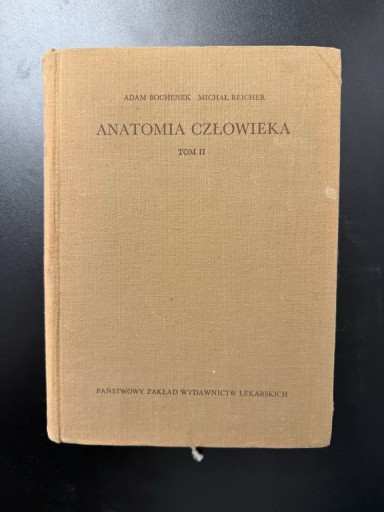 ADAM BOCHENEK MICHAŁ REICHER
ANATOMIA CZŁOWIEKA
TOM II
PAŃSTWOWY ZAKŁAD WYDAWNICTW LEKARSKICH